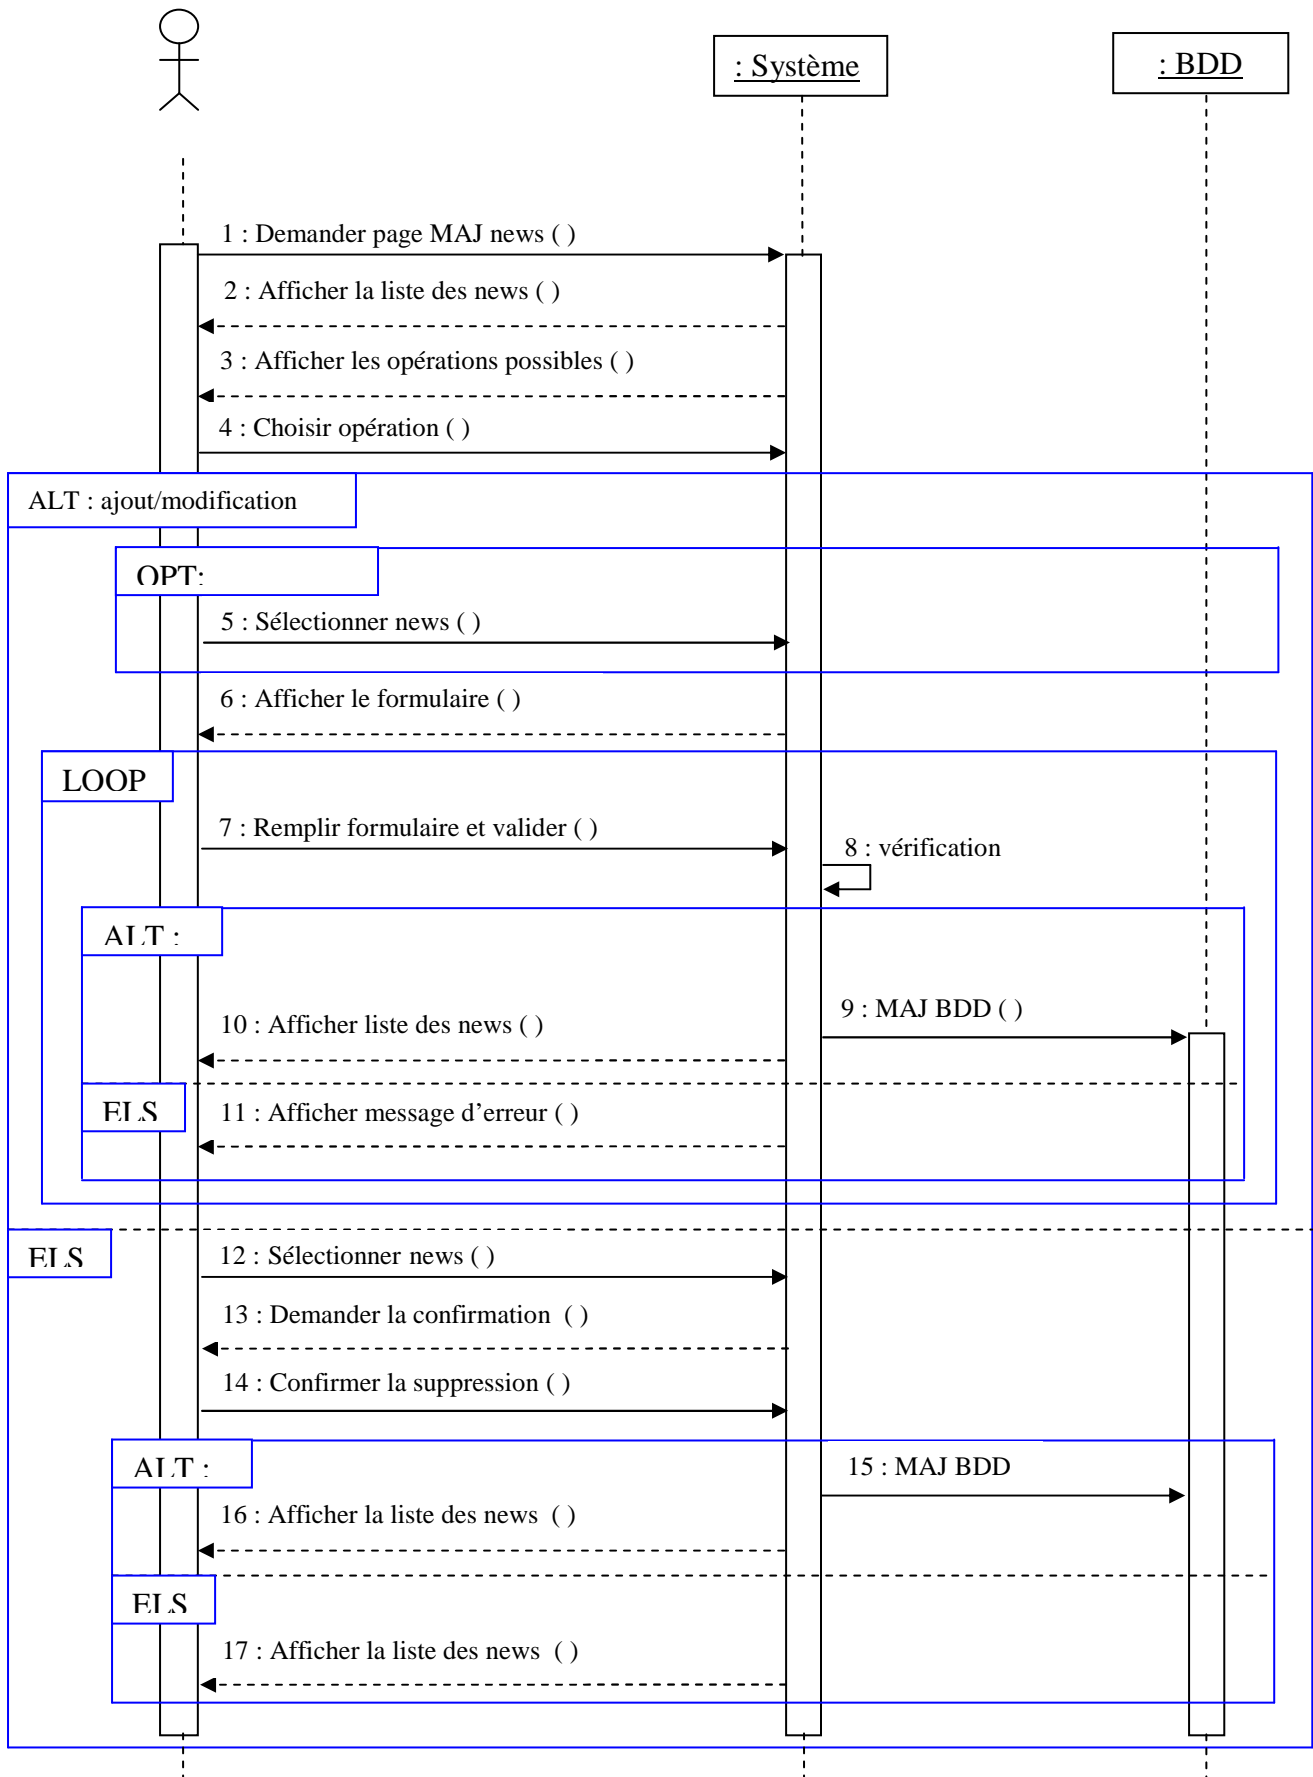 : Système
: BDD
1 : Demander page MAJ news ( )
2 : Afficher la liste des news ( )
3 : Afficher les opérations possibles ( )
4 : Choisir opération ( )
ALT : ajout/modification
OPT:
5 : Sélectionner news ( )
6 : Afficher le formulaire ( )
LOOP
7 : Remplir formulaire et valider ( )
8 : vérification
ALT :
9 : MAJ BDD ( )
10 : Afficher liste des news ( )
ELS
11 : Afficher message d’erreur ( )
ELS
12 : Sélectionner news ( )
13 : Demander la confirmation ( )
14 : Confirmer la suppression ( )
ALT :
15 : MAJ BDD
16 : Afficher la liste des news ( )
ELS
17 : Afficher la liste des news ( )